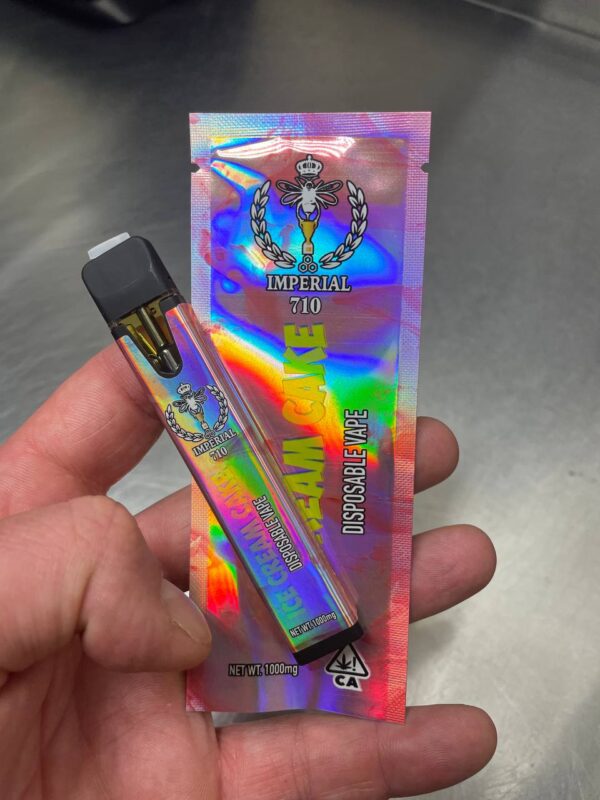 IMPERIAL
710
REAM CAKE
DISPOSABLE VAPE
NET WT. 1000mg
CA
IMPERIAL
710
ICE CREAM CAKE
DISPOSABLE VAPE
NET WT. 1000mg